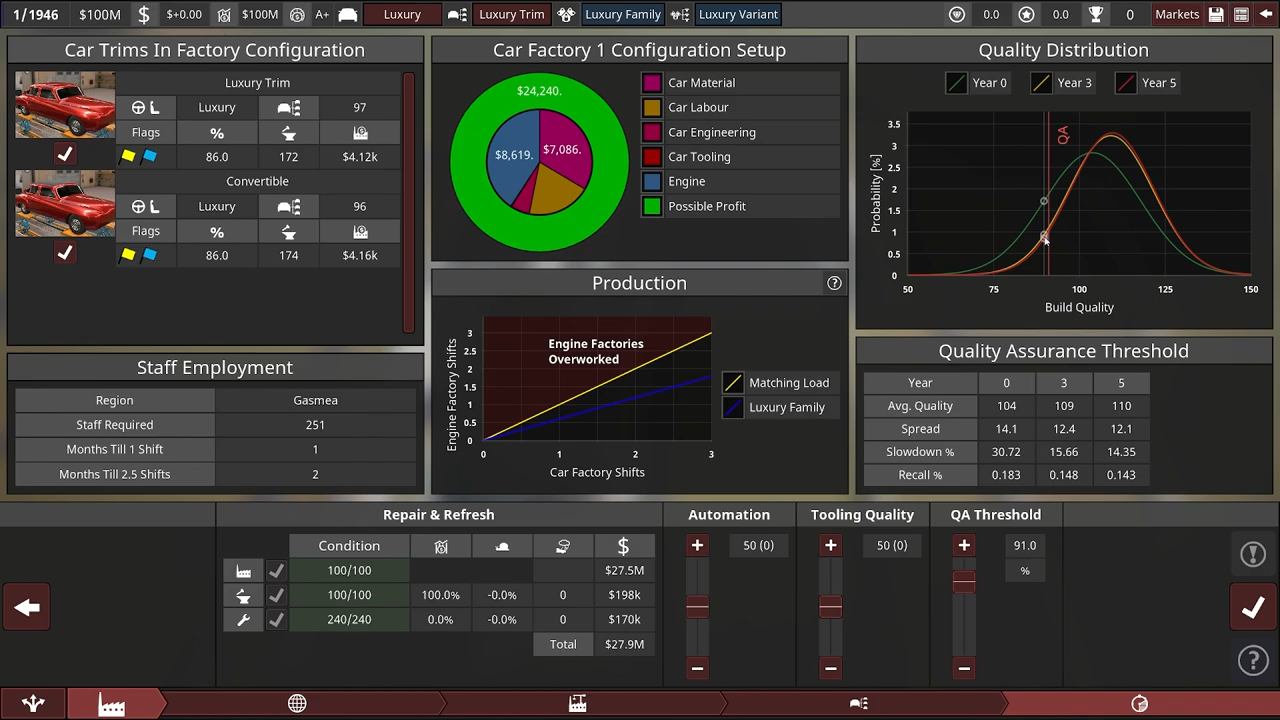 1/1946 $100M $ $+0.00 $100M A+ Luxury Luxury Trim Luxury Family Luxury Variant 0.0 0.0 0 Markets
Car Trims In Factory Configuration
Luxury Trim
Luxury 97
Flags %
86.0 172 $4.12k
Convertible
Luxury 96
Flags %
86.0 174 $4.16k
Staff Employment
Region Gasmea
Staff Required 251
Months Till 1 Shift 1
Months Till 2.5 Shifts 2
Car Factory 1 Configuration Setup
$24,240.
$8,619. $7,086.
Car Material
Car Labour
Car Engineering
Car Tooling
Engine
Possible Profit
Production ?
Engine Factory Shifts
3
2.5
2
1.5
1
0.5
0
Engine Factories
Overworked
0 1 2 3
Car Factory Shifts
Matching Load
Luxury Family
Quality Distribution
Year 0 Year 3 Year 5
Probability [%]
3.5
3
2.5
2
1.5
1
0.5
0
QA
50 75 100 125 150
Build Quality
Quality Assurance Threshold
Year 0 3 5
Avg. Quality 104 109 110
Spread 14.1 12.4 12.1
Slowdown % 30.72 15.66 14.35
Recall % 0.183 0.148 0.143
Repair & Refresh
Condition $
100/100 $27.5M
100/100 100.0% -0.0% 0 $198k
240/240 0.0% -0.0% 0 $170k
Total $27.9M
Automation
+ 50 (0)
−
Tooling Quality
+ 50 (0)
−
QA Threshold
+ 91.0
%
−
!
?